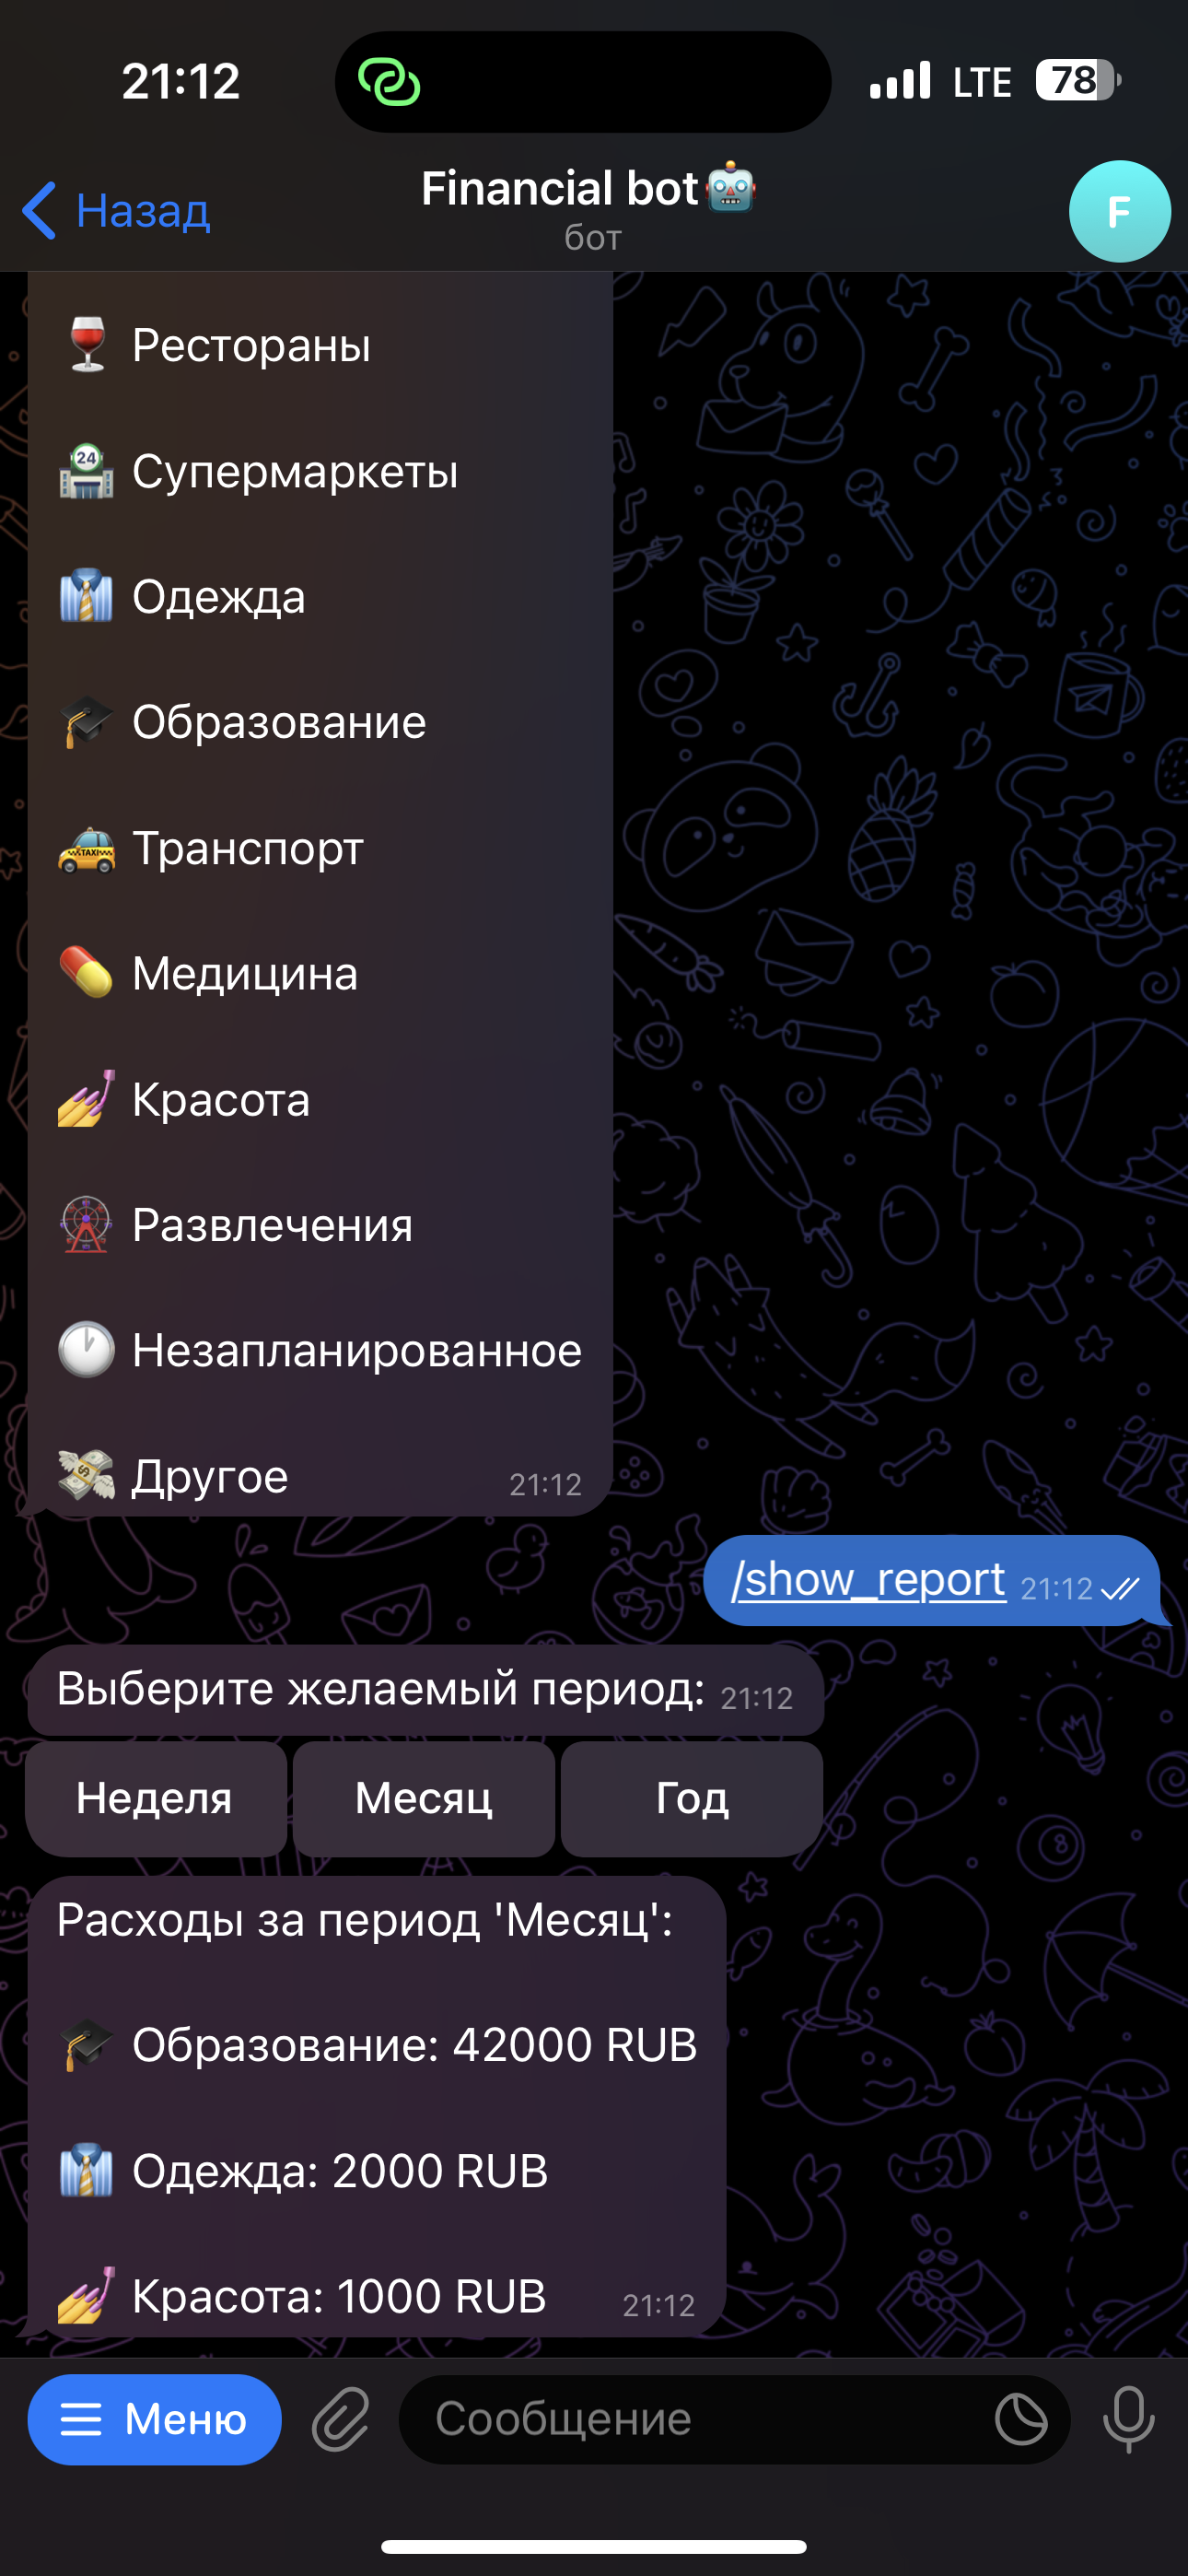 21:12
LTE
78
Назад
Financial bot🤖
бот
F
🍷 Рестораны
🏪 Супермаркеты
👔 Одежда
🎓 Образование
🚕 Транспорт
💊 Медицина
💅 Красота
🎡 Развлечения
🕐 Незапланированное
💸 Другое 21:12
/show_report 21:12
Выберите желаемый период: 21:12
Неделя Месяц Год
Расходы за период 'Месяц':
🎓 Образование: 42000 RUB
👔 Одежда: 2000 RUB
💅 Красота: 1000 RUB 21:12
Меню
Сообщение